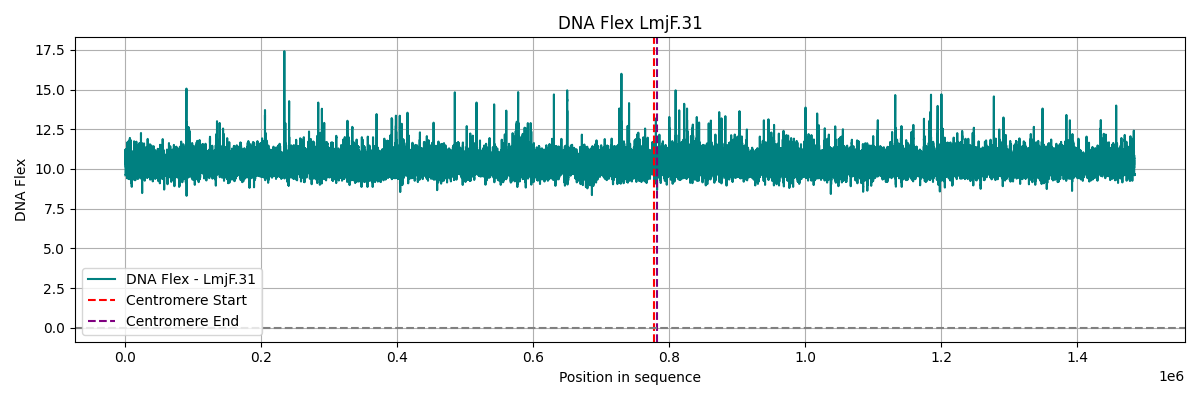 DNA Flex LmjF.31
DNA Flex
17.5
15.0
12.5
10.0
7.5
5.0
2.5
0.0
DNA Flex - LmjF.31
Centromere Start
Centromere End
0.0 0.2 0.4 0.6 0.8 1.0 1.2 1.4
1e6
Position in sequence